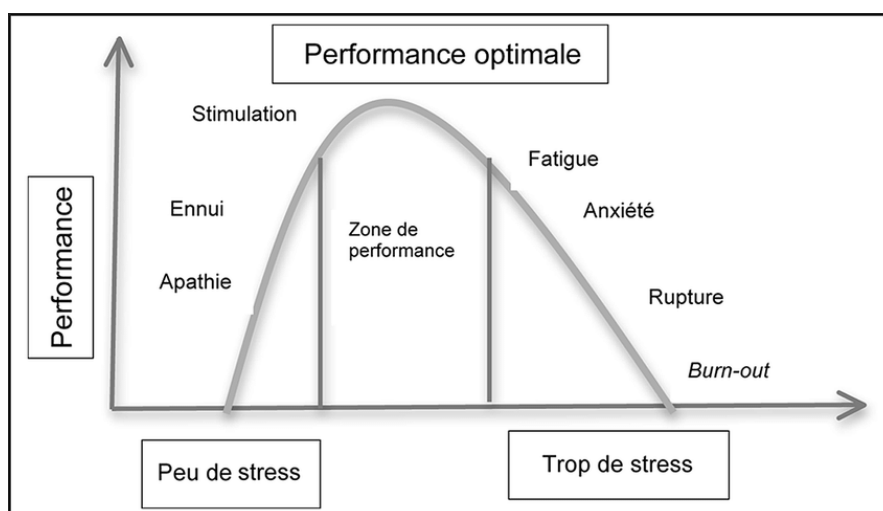 Performance optimale
Stimulation
Fatigue
Ennui
Anxiété
Zone de
performance
Apathie
Rupture
Performance
Burn-out
Peu de stress
Trop de stress